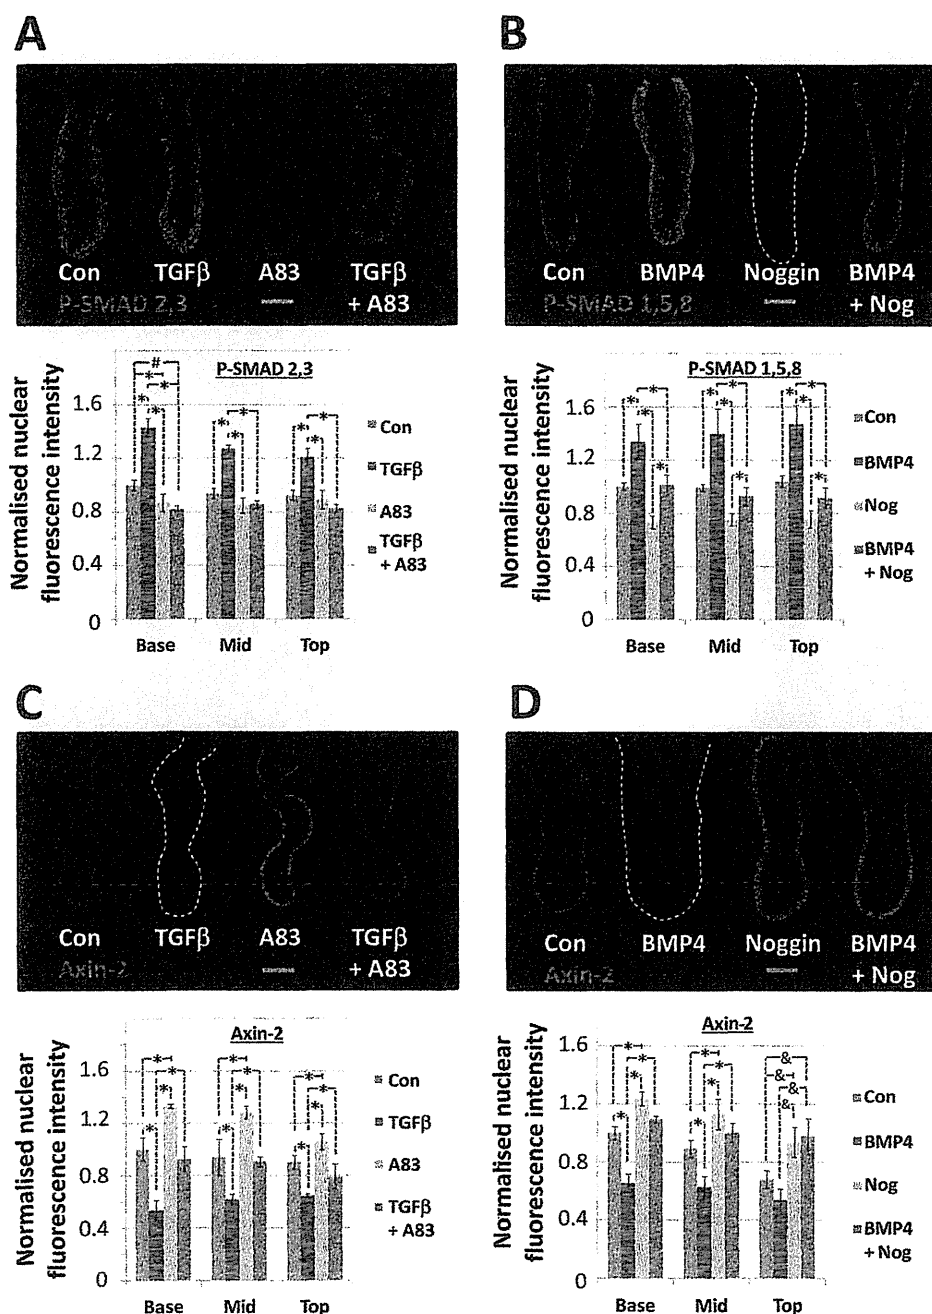 A
Con
TGFβ
A83
TGFβ
+ A83
P-SMAD 2,3
Normalised nuclear
fluorescence intensity
P-SMAD 2,3
1.6
1.2
0.8
0.4
0
#
*
*
*
*
*
*
*
*
*
*
Base
Mid
Top
Con
TGFβ
A83
TGFβ
+ A83
B
Con
BMP4
Noggin
BMP4
+ Nog
P-SMAD 1,5,8
Normalised nuclear
fluorescence intensity
P-SMAD 1,5,8
1.6
1.2
0.8
0.4
0
*
*
*
*
*
*
*
*
*
*
*
*
Base
Mid
Top
Con
BMP4
Nog
BMP4
+ Nog
C
Con
TGFβ
A83
TGFβ
+ A83
Axin-2
Normalised nuclear
fluorescence intensity
Axin-2
1.6
1.2
0.8
0.4
0
*
*
*
*
*
*
*
*
*
*
*
*
Base
Mid
Top
Con
TGFβ
A83
TGFβ
+ A83
D
Con
BMP4
Noggin
BMP4
+ Nog
Axin-2
Normalised nuclear
fluorescence intensity
Axin-2
1.6
1.2
0.8
0.4
0
*
*
*
*
*
*
*
*
&
&
&
&
Base
Mid
Top
Con
BMP4
Nog
BMP4
+ Nog